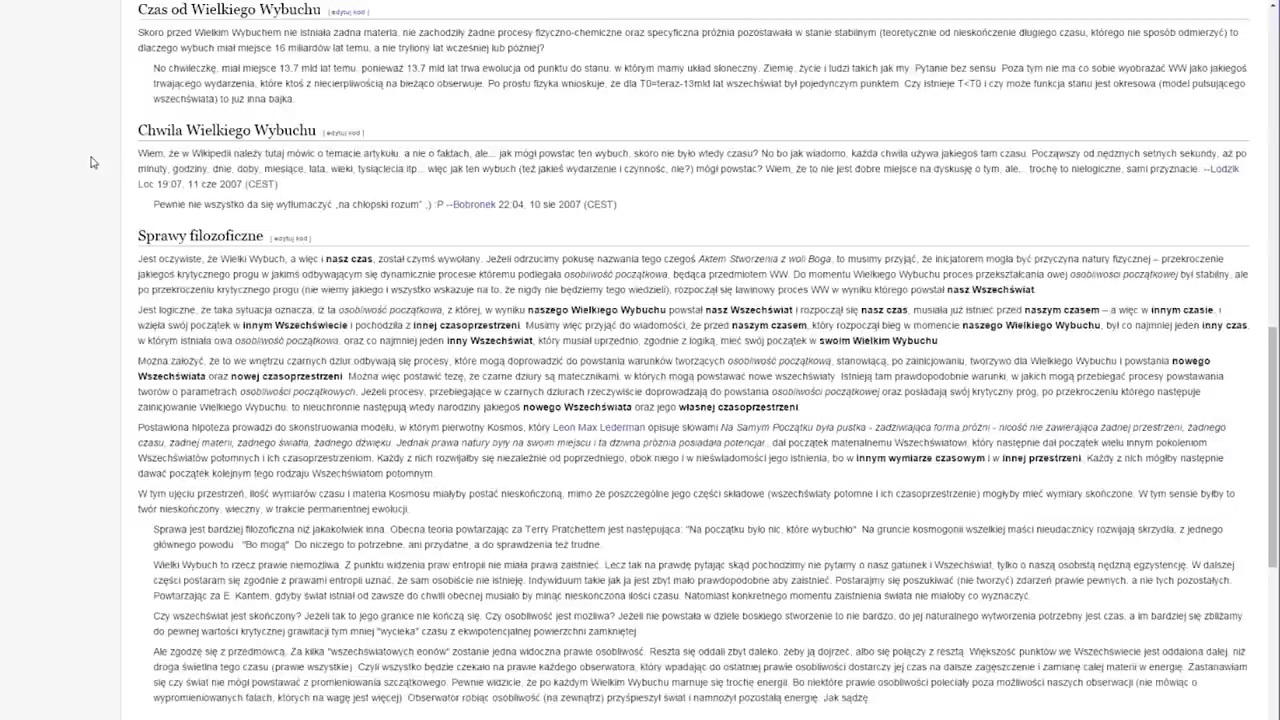 Czas od Wielkiego Wybuchu [ edytuj kod ]
Skoro przed Wielkim Wybuchem nie istniała żadna materia, nie zachodziły żadne procesy fizyczno-chemiczne oraz specyficzna próżnia pozostawała w stanie stabilnym (teoretycznie od nieskończenie długiego czasu, którego nie sposób odmierzyć) to
dlaczego wybuch miał miejsce 16 miliardów lat temu, a nie tryliony lat wcześniej lub później?
No chwileczkę, miał miejsce 13.7 mld lat temu, ponieważ 13.7 mld lat trwa ewolucja od punktu do stanu, w którym mamy układ słoneczny, Ziemię, życie i ludzi takich jak my. Pytanie bez sensu. Poza tym nie ma co sobie wyobrażać WW jako jakiegoś
trwającego wydarzenia, które ktoś z niecierpliwością na bieżąco obserwuje. Po prostu fizyka wnioskuje, że dla T0=teraz-13mld lat wszechświat był pojedynczym punktem. Czy istnieje T<T0 i czy może funkcja stanu jest okresowa (model pulsującego
wszechświata) to już inna bajka.
Chwila Wielkiego Wybuchu [ edytuj kod ]
Wiem, że w Wikipedii należy tutaj mówić o temacie artykułu, a nie o faktach, ale... jak mógł powstać ten wybuch, skoro nie było wtedy czasu? No bo jak wiadomo, każda chwila używa jakiegoś tam czasu. Począwszy od nędznych setnych sekundy, aż po
minuty, godziny, dnie, doby, miesiące, lata, wieki, tysiąclecia itp... więc jak ten wybuch (też jakieś wydarzenie i czynność, nie?) mógł powstać? Wiem, że to nie jest dobre miejsce na dyskusję o tym, ale... trochę to nielogiczne, sami przyznacie. --Lodzik
Loc 19:07, 11 cze 2007 (CEST)
Pewnie nie wszystko da się wytłumaczyć „na chłopski rozum" ;) :P --Bobronek 22:04, 10 sie 2007 (CEST)
Sprawy filozoficzne [ edytuj kod ]
Jest oczywiste, że Wielki Wybuch, a więc i nasz czas, został czymś wywołany. Jeżeli odrzucimy pokusę nazwania tego czegoś Aktem Stworzenia z woli Boga, to musimy przyjąć, że inicjatorem mogła być przyczyna natury fizycznej – przekroczenie
jakiegoś krytycznego progu w jakimś odbywającym się dynamicznie procesie któremu podlegała osobliwość początkowa, będąca przedmiotem WW. Do momentu Wielkiego Wybuchu proces przekształcania owej osobliwości początkowej był stabilny, ale
po przekroczeniu krytycznego progu (nie wiemy jakiego i wszystko wskazuje na to, że nigdy nie będziemy tego wiedzieli), rozpoczął się lawinowy proces WW w wyniku którego powstał nasz Wszechświat.
Jest logiczne, że taka sytuacja oznacza, iż ta osobliwość początkowa, z której, w wyniku naszego Wielkiego Wybuchu powstał nasz Wszechświat i rozpoczął się nasz czas, musiała już istnieć przed naszym czasem – a więc w innym czasie, i
wzięła swój początek w innym Wszechświecie i pochodziła z innej czasoprzestrzeni. Musimy więc przyjąć do wiadomości, że przed naszym czasem, który rozpoczął bieg w momencie naszego Wielkiego Wybuchu, był co najmniej jeden inny czas,
w którym istniała owa osobliwość początkowa, oraz co najmniej jeden inny Wszechświat, który musiał uprzednio, zgodnie z logiką, mieć swój początek w swoim Wielkim Wybuchu.
Można założyć, że to we wnętrzu czarnych dziur odbywają się procesy, które mogą doprowadzić do powstania warunków tworzących osobliwość początkową, stanowiącą, po zainicjowaniu, tworzywo dla Wielkiego Wybuchu i powstania nowego
Wszechświata oraz nowej czasoprzestrzeni. Można więc postawić tezę, że czarne dziury są matecznikami, w których mogą powstawać nowe wszechświaty. Istnieją tam prawdopodobnie warunki, w jakich mogą przebiegać procesy powstawania
tworów o parametrach osobliwości początkowych. Jeżeli procesy, przebiegające w czarnych dziurach rzeczywiście doprowadzają do powstania osobliwości początkowej oraz posiadają swój krytyczny próg, po przekroczeniu którego następuje
zainicjowanie Wielkiego Wybuchu, to nieuchronnie następują wtedy narodziny jakiegoś nowego Wszechświata oraz jego własnej czasoprzestrzeni.
Postawiona hipoteza prowadzi do skonstruowania modelu, w którym pierwotny Kosmos, który Leon Max Lederman opisuje słowami Na Samym Początku była pustka - zadziwiająca forma próżni - nicość nie zawierająca żadnej przestrzeni, żadnego
czasu, żadnej materii, żadnego światła, żadnego dźwięku. Jednak prawa natury były na swoim miejscu i ta dziwna próżnia posiadała potencjał., dał początek materialnemu Wszechświatowi, który następnie dał początek wielu innym pokoleniom
Wszechświatów potomnych i ich czasoprzestrzeniom. Każdy z nich rozwijałby się niezależnie od poprzedniego, obok niego i w nieświadomości jego istnienia, bo w innym wymiarze czasowym i w innej przestrzeni. Każdy z nich mógłby następnie
dawać początek kolejnym tego rodzaju Wszechświatom potomnym.
W tym ujęciu przestrzeń, ilość wymiarów czasu i materia Kosmosu miałyby postać nieskończoną, mimo że poszczególne jego części składowe (wszechświaty potomne i ich czasoprzestrzenie) mogłyby mieć wymiary skończone. W tym sensie byłby to
twór nieskończony, wieczny, w trakcie permanentnej ewolucji.
Sprawa jest bardziej filozoficzna niż jakakolwiek inna. Obecna teoria powtarzając za Terry Pratchettem jest następująca: "Na początku było nic, które wybuchło". Na gruncie kosmogonii wszelkiej maści nieudacznicy rozwijają skrzydła, z jednego
głównego powodu : "Bo mogą". Do niczego to potrzebne, ani przydatne, a do sprawdzenia też trudne.
Wielki Wybuch to rzecz prawie niemożliwa. Z punktu widzenia praw entropii nie miała prawa zaistnieć. Lecz tak na prawdę pytając skąd pochodzimy nie pytamy o nasz gatunek i Wszechświat, tylko o naszą osobistą nędzną egzystencję. W dalszej
części postaram się zgodnie z prawami entropii uznać, że sam osobiście nie istnieję. Indywiduum takie jak ja jest zbyt mało prawdopodobne aby zaistnieć. Postarajmy się poszukiwać (nie tworzyć) zdarzeń prawie pewnych, a nie tych pozostałych.
Powtarzając za E. Kantem, gdyby świat istniał od zawsze do chwili obecnej musiało by minąć nieskończona ilości czasu. Natomiast konkretnego momentu zaistnienia świata nie miałoby co wyznaczyć.
Czy wszechświat jest skończony? Jeżeli tak to jego granice nie kończą się. Czy osobliwość jest możliwa? Jeżeli nie powstała w dziele boskiego stworzenie to nie bardzo, do jej naturalnego wytworzenia potrzebny jest czas, a im bardziej się zbliżamy
do pewnej wartości krytycznej grawitacji tym mniej "wycieka" czasu z ekwipotencjalnej powierzchni zamkniętej.
Ale zgodzę się z przedmówcą. Za kilka "wszechświatowych eonów" zostanie jedna widoczna prawie osobliwość. Reszta się oddali zbyt daleko, żeby ją dojrzeć, albo się połączy z resztą. Większość punktów we Wszechświecie jest oddalona dalej, niż
droga świetlna tego czasu (prawie wszystkie). Czyli wszystko będzie czekało na prawie każdego obserwatora, który wpadając do ostatniej prawie osobliwości dostarczy jej czas na dalsze zagęszczenie i zamianę całej materii w energię. Zastanawiam
się czy świat nie mógł powstawać z promieniowania szczątkowego. Pewnie widzicie, że po każdym Wielkim Wybuchu marnuje się trochę energii. Bo niektóre prawie osobliwości poleciały poza możliwości naszych obserwacji (nie mówiąc o
wypromieniowanych falach, których na wagę jest więcej). Obserwator robiąc osobliwość (na zewnątrz) przyśpieszył świat i namnożył pozostałą energię. Jak sądzę.